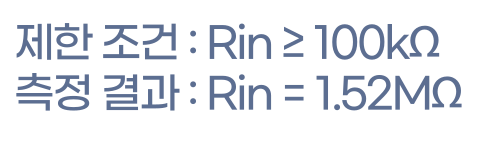 제한 조건 : Rin ≥ 100kΩ
측정 결과 : Rin = 1.52MΩ